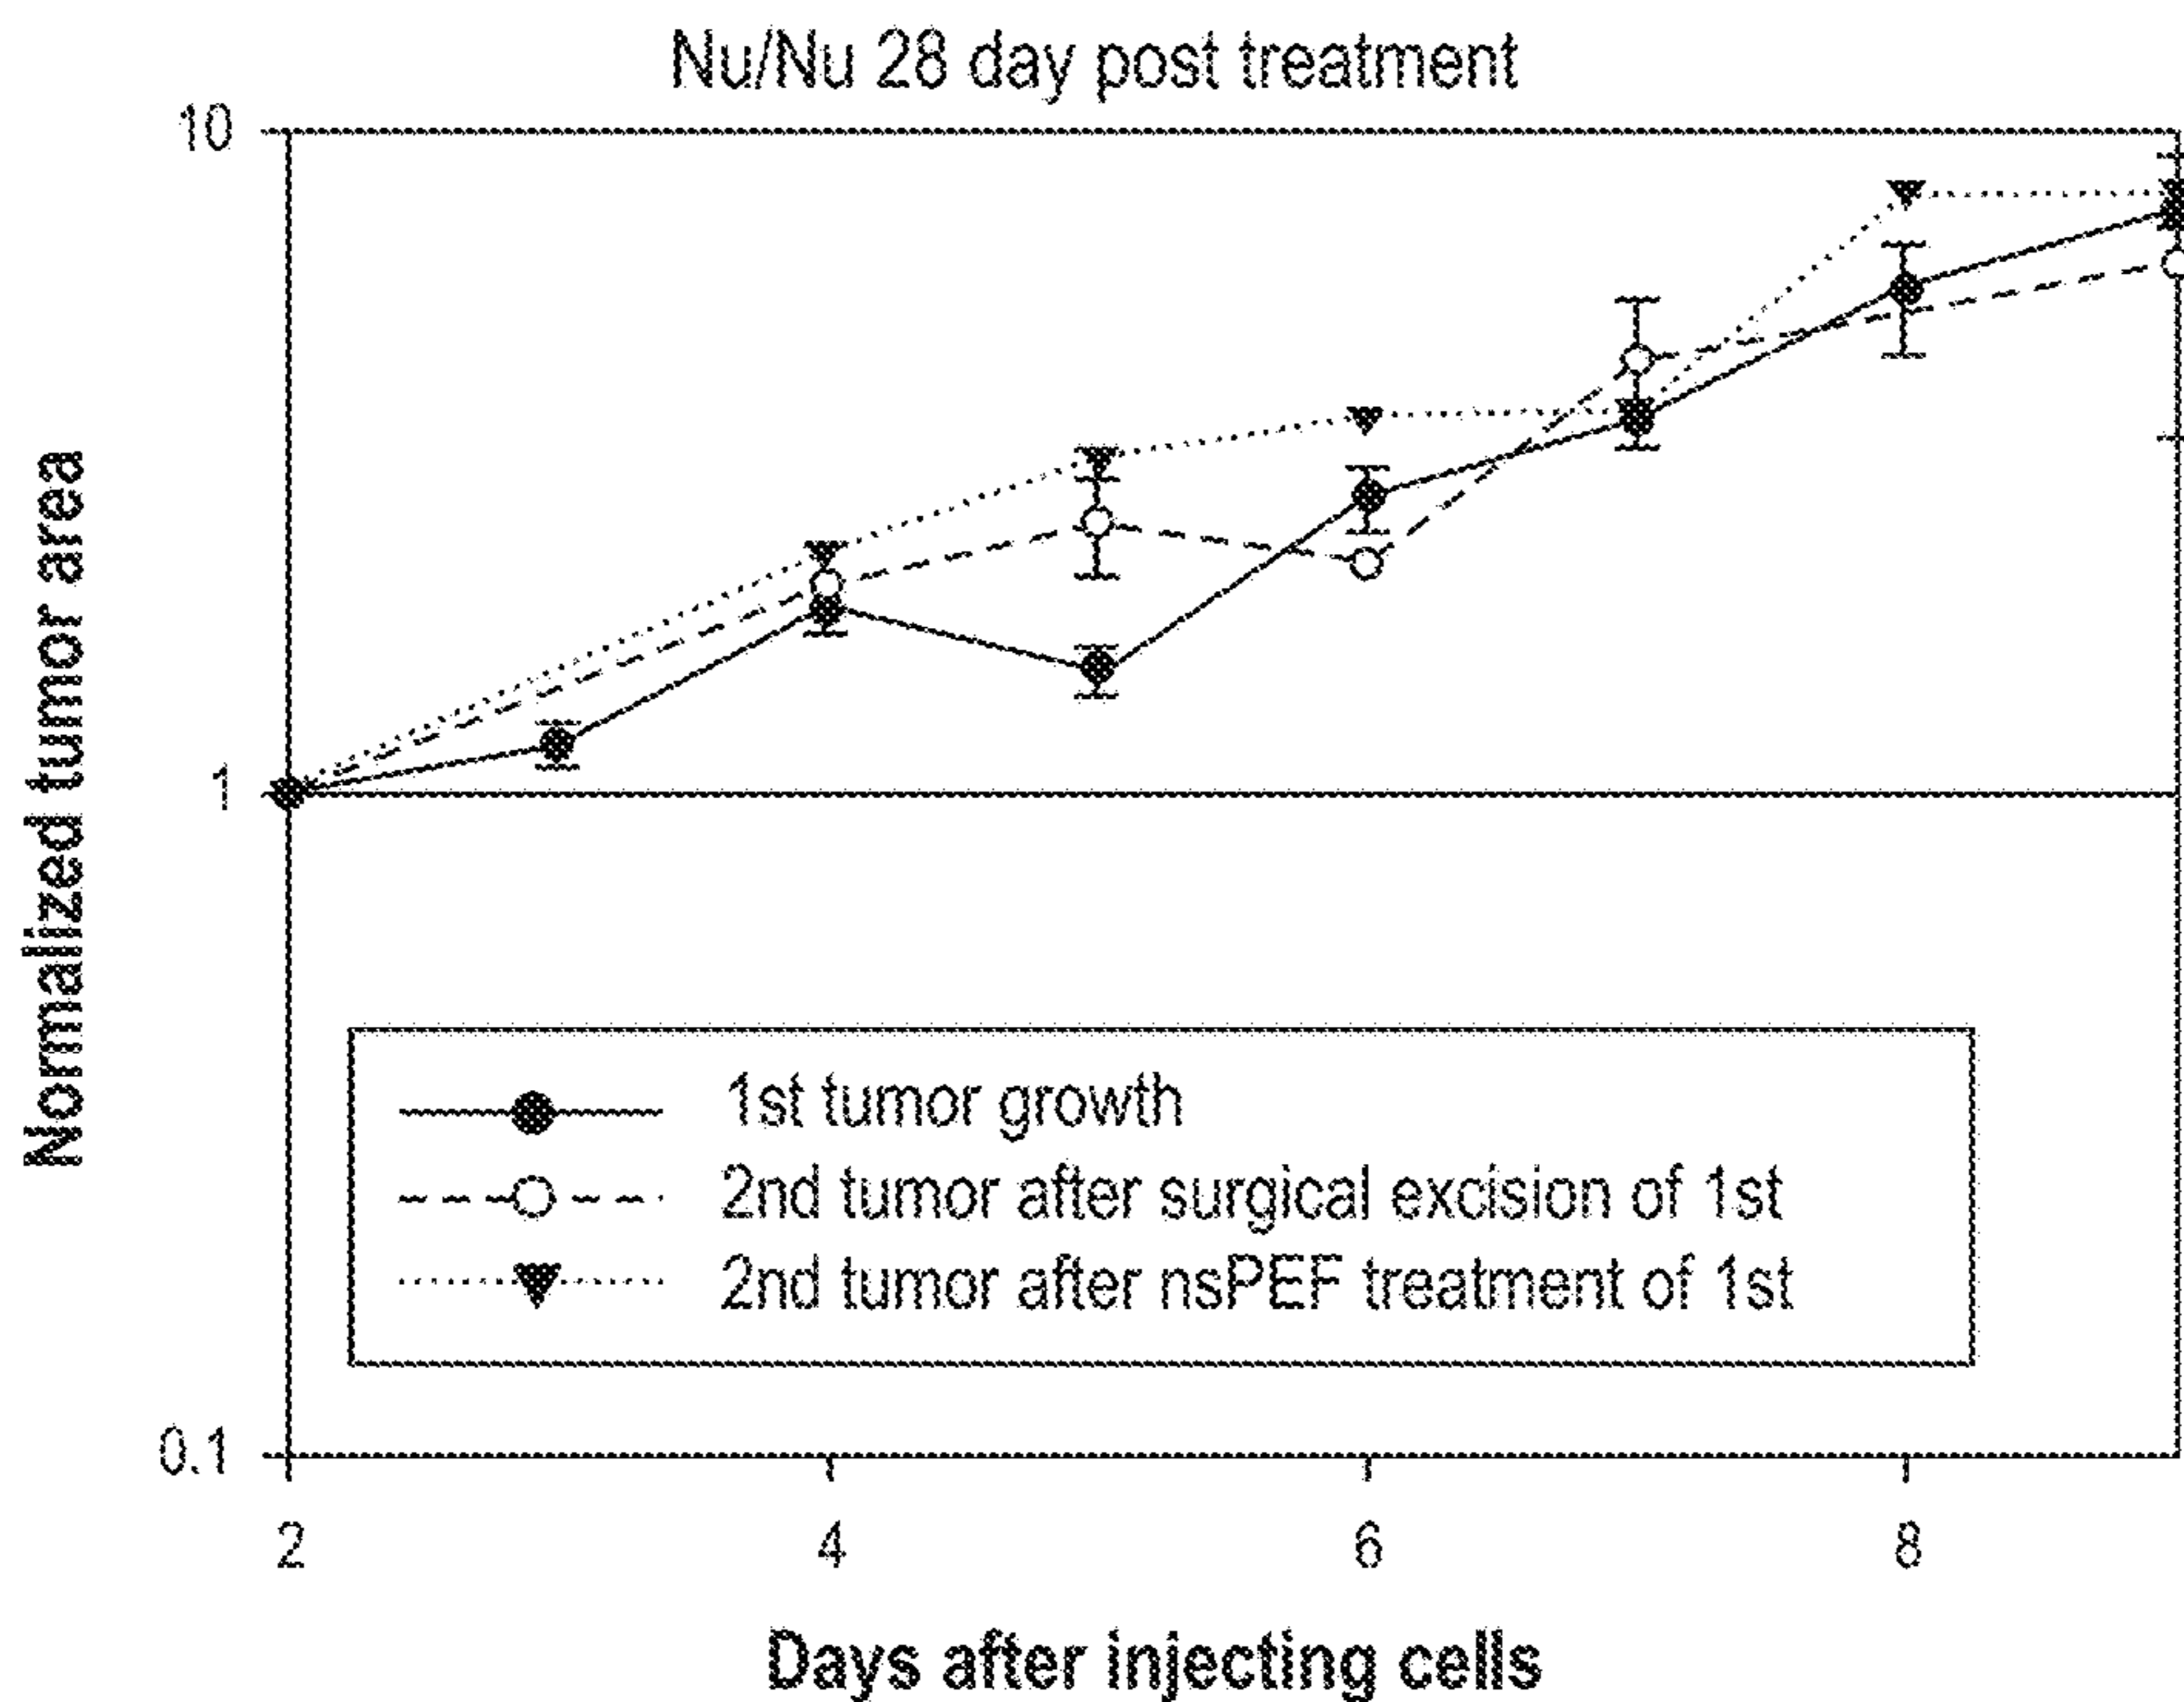 Nu/Nu 28 day post treatment
10
1
0.1
Normalized tumor area
1st tumor growth
2nd tumor after surgical excision of 1st
2nd tumor after nsPEF treatment of 1st
2 4 6 8
Days after injecting cells